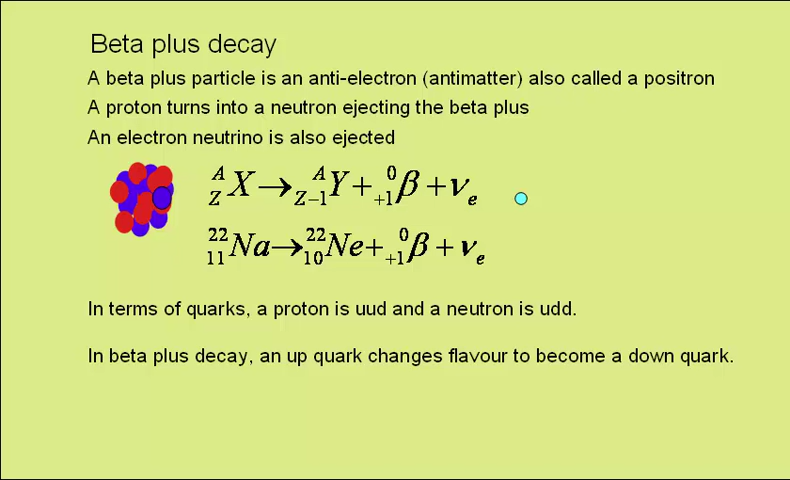 Beta plus decay
A beta plus particle is an anti-electron (antimatter) also called a positron
A proton turns into a neutron ejecting the beta plus
An electron neutrino is also ejected
^A_Z X → ^A_{Z−1} Y + ^0_{+1} β + ν_e
^22_11 Na → ^22_10 Ne + ^0_{+1} β + ν_e
In terms of quarks, a proton is uud and a neutron is udd.
In beta plus decay, an up quark changes flavour to become a down quark.